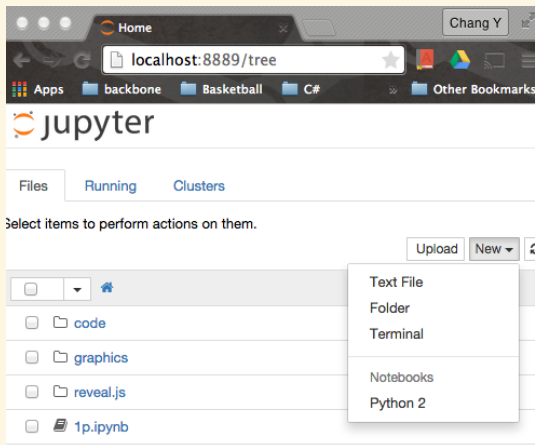 Home
Chang Y
localhost:8889/tree
Apps backbone Basketball C# » Other Bookmarks
jupyter
Files Running Clusters
Select items to perform actions on them.
Upload New
Text File
Folder
Terminal
Notebooks
Python 2
code
graphics
reveal.js
1p.ipynb